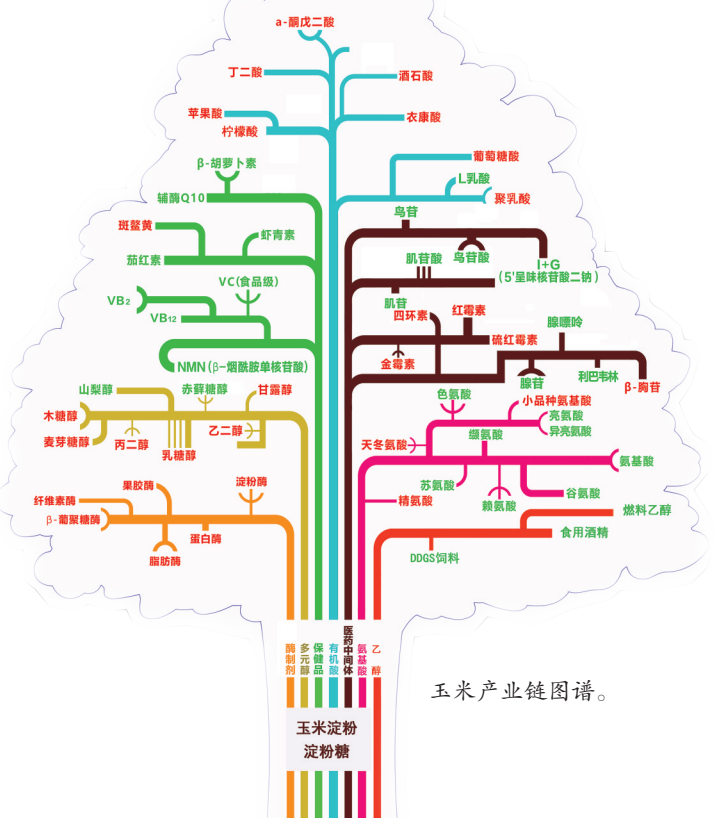 a-酮戊二酸
丁二酸
酒石酸
苹果酸
柠檬酸
衣康酸
葡萄糖酸
L乳酸
聚乳酸
β-胡萝卜素
辅酶Q10
斑蝥黄
虾青素
茄红素
VC(食品级)
VB2
VB12
NMN(β-烟酰胺单核苷酸)
鸟苷
肌苷酸
鸟苷酸
I+G
(5'呈味核苷酸二钠)
肌苷
四环素
红霉素
硫红霉素
金霉素
腺嘌呤
腺苷
利巴韦林
β-胸苷
山梨醇
赤藓糖醇
甘露醇
木糖醇
麦芽糖醇
丙二醇
乳糖醇
乙二醇
色氨酸
小品种氨基酸
亮氨酸
异亮氨酸
缬氨酸
天冬氨酸
氨基酸
苏氨酸
赖氨酸
谷氨酸
精氨酸
果胶酶
淀粉酶
纤维素酶
β-葡聚糖酶
蛋白酶
脂肪酶
燃料乙醇
食用酒精
DDGS饲料
酶制剂
多元醇
保健品
有机酸
医药中间体
氨基酸
乙醇
玉米产业链图谱。
玉米淀粉
淀粉糖